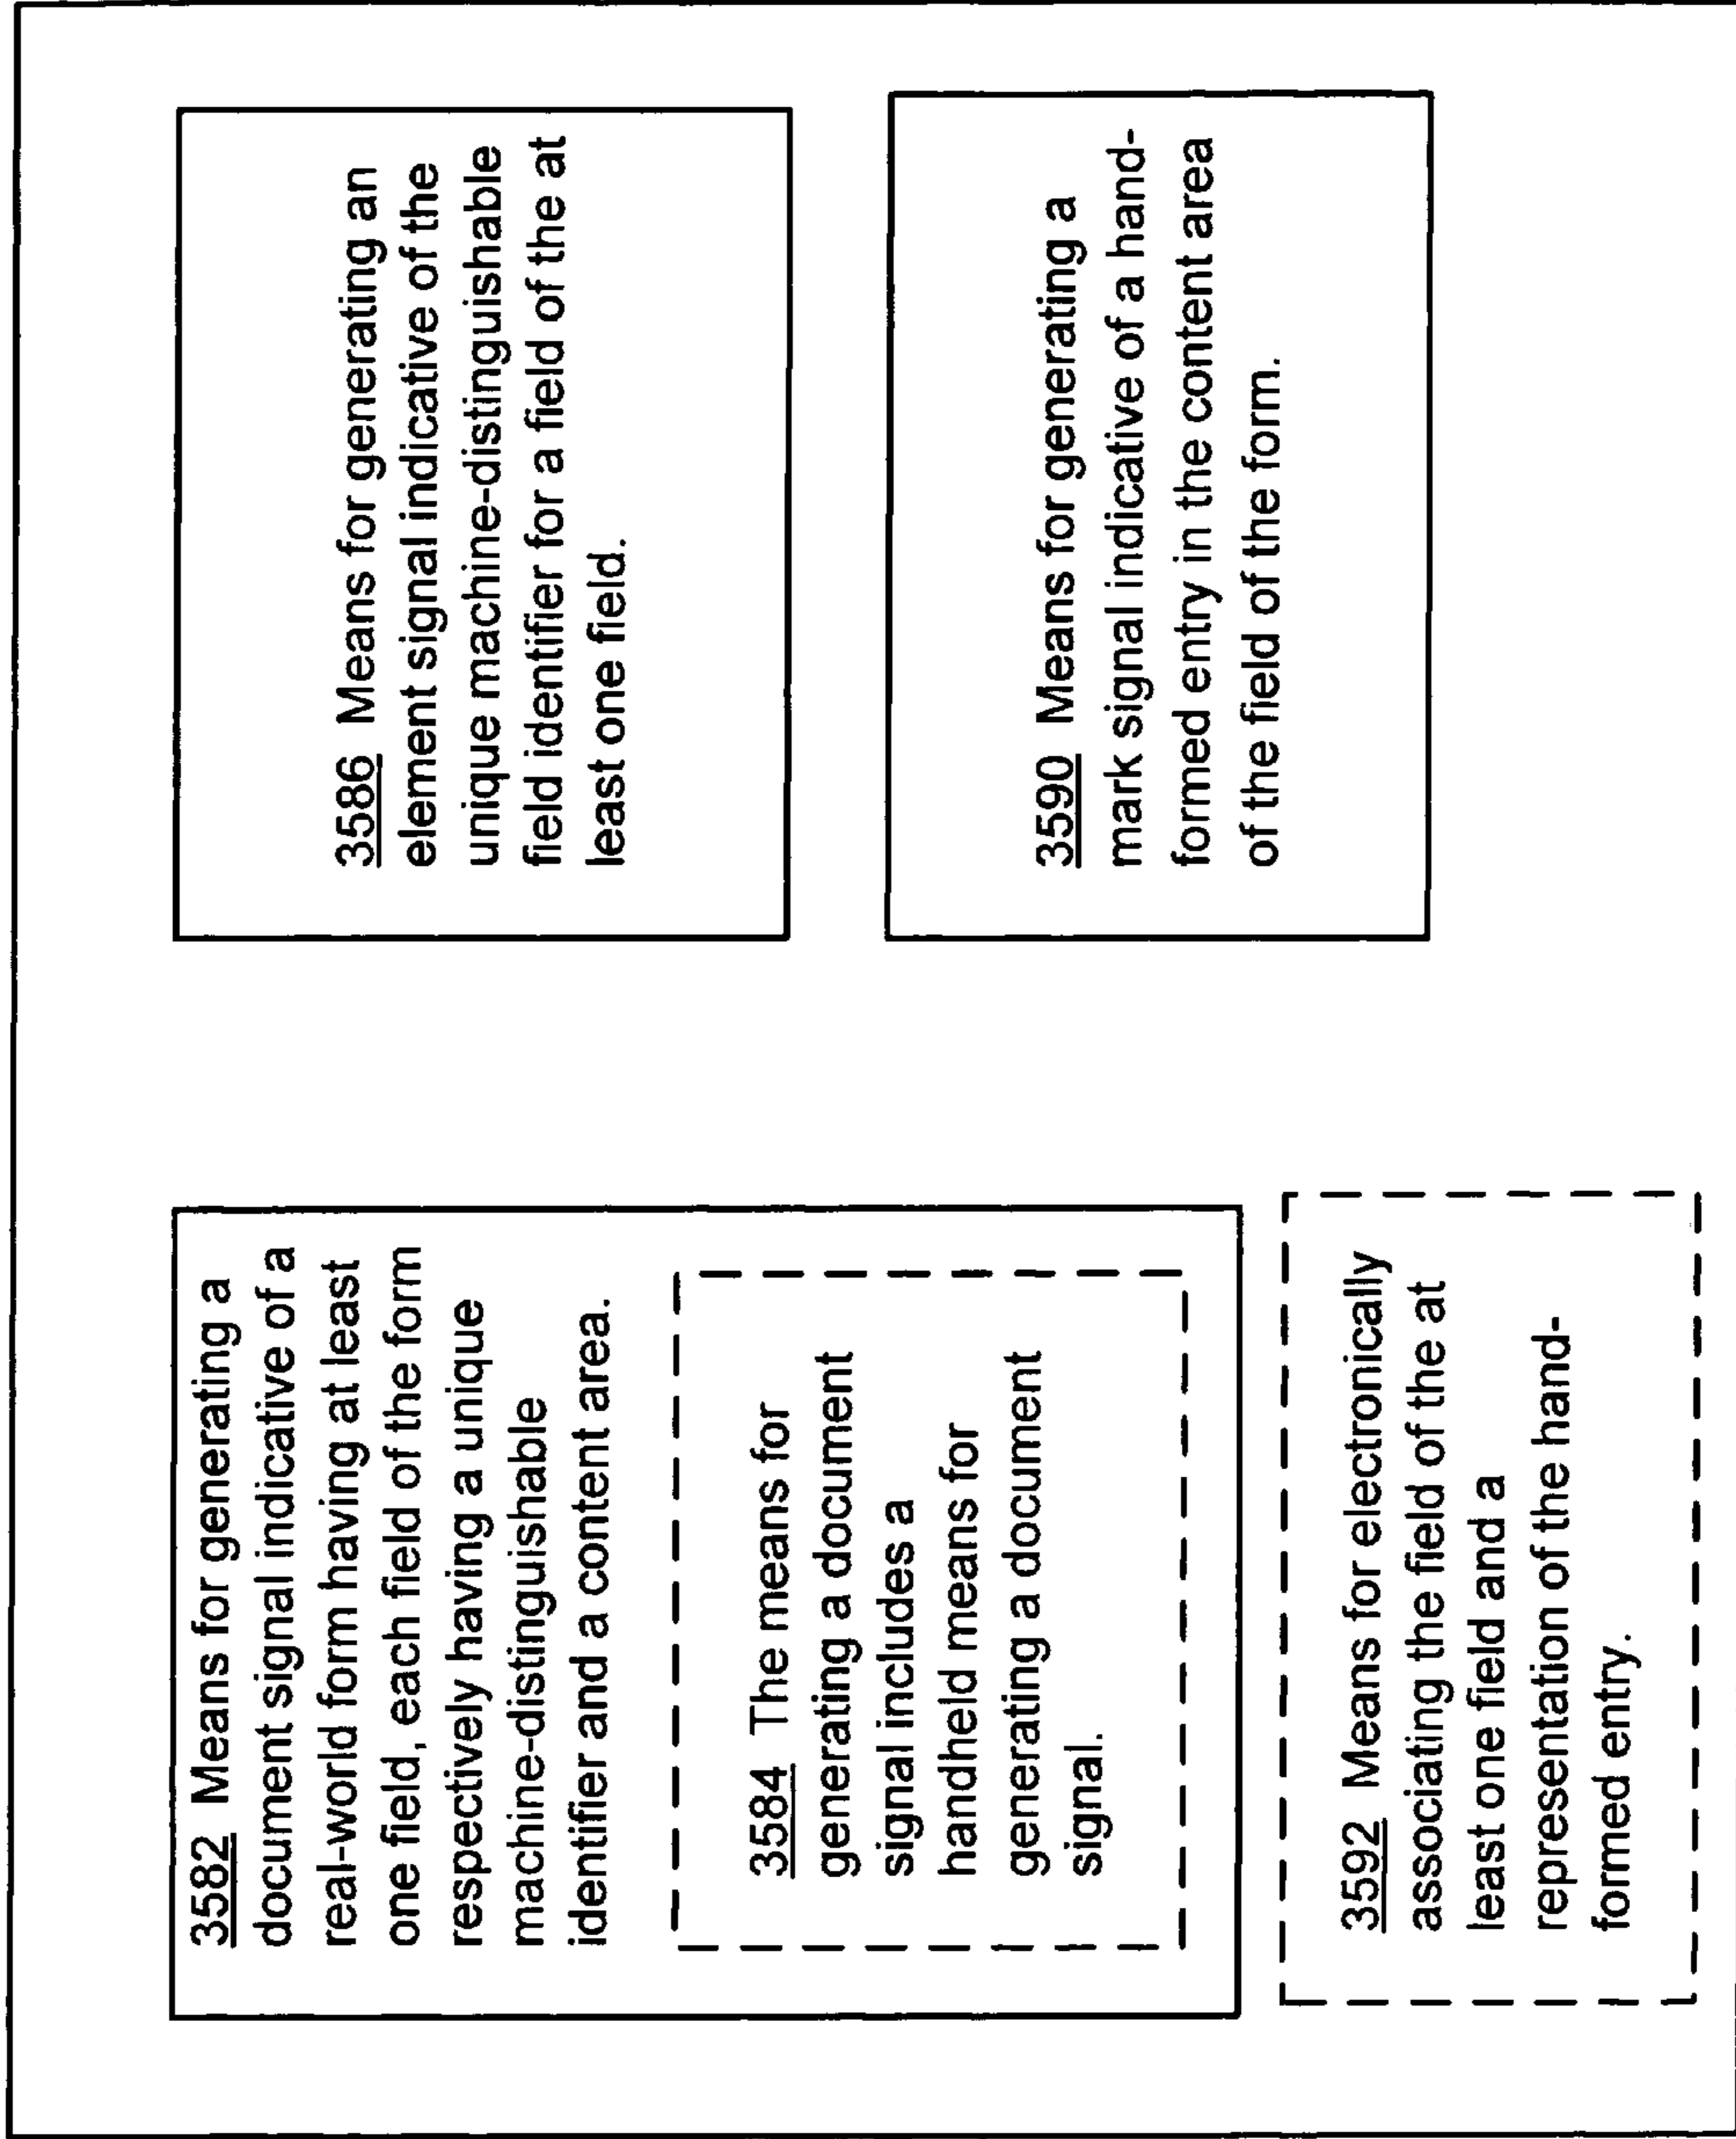 3582 Means for generating a
document signal indicative of a
real-world form having at least
one field, each field of the form
respectively having a unique
machine-distinguishable
identifier and a content area.
3584 The means for
generating a document
signal includes a
handheld means for
generating a document
signal.
3586 Means for generating an
element signal indicative of the
unique machine-distinguishable
field identifier for a field of the at
least one field.
3590 Means for generating a
mark signal indicative of a hand-
formed entry in the content area
of the field of the form.
3592 Means for electronically
associating the field of the at
least one field and a
representation of the hand-
formed entry.